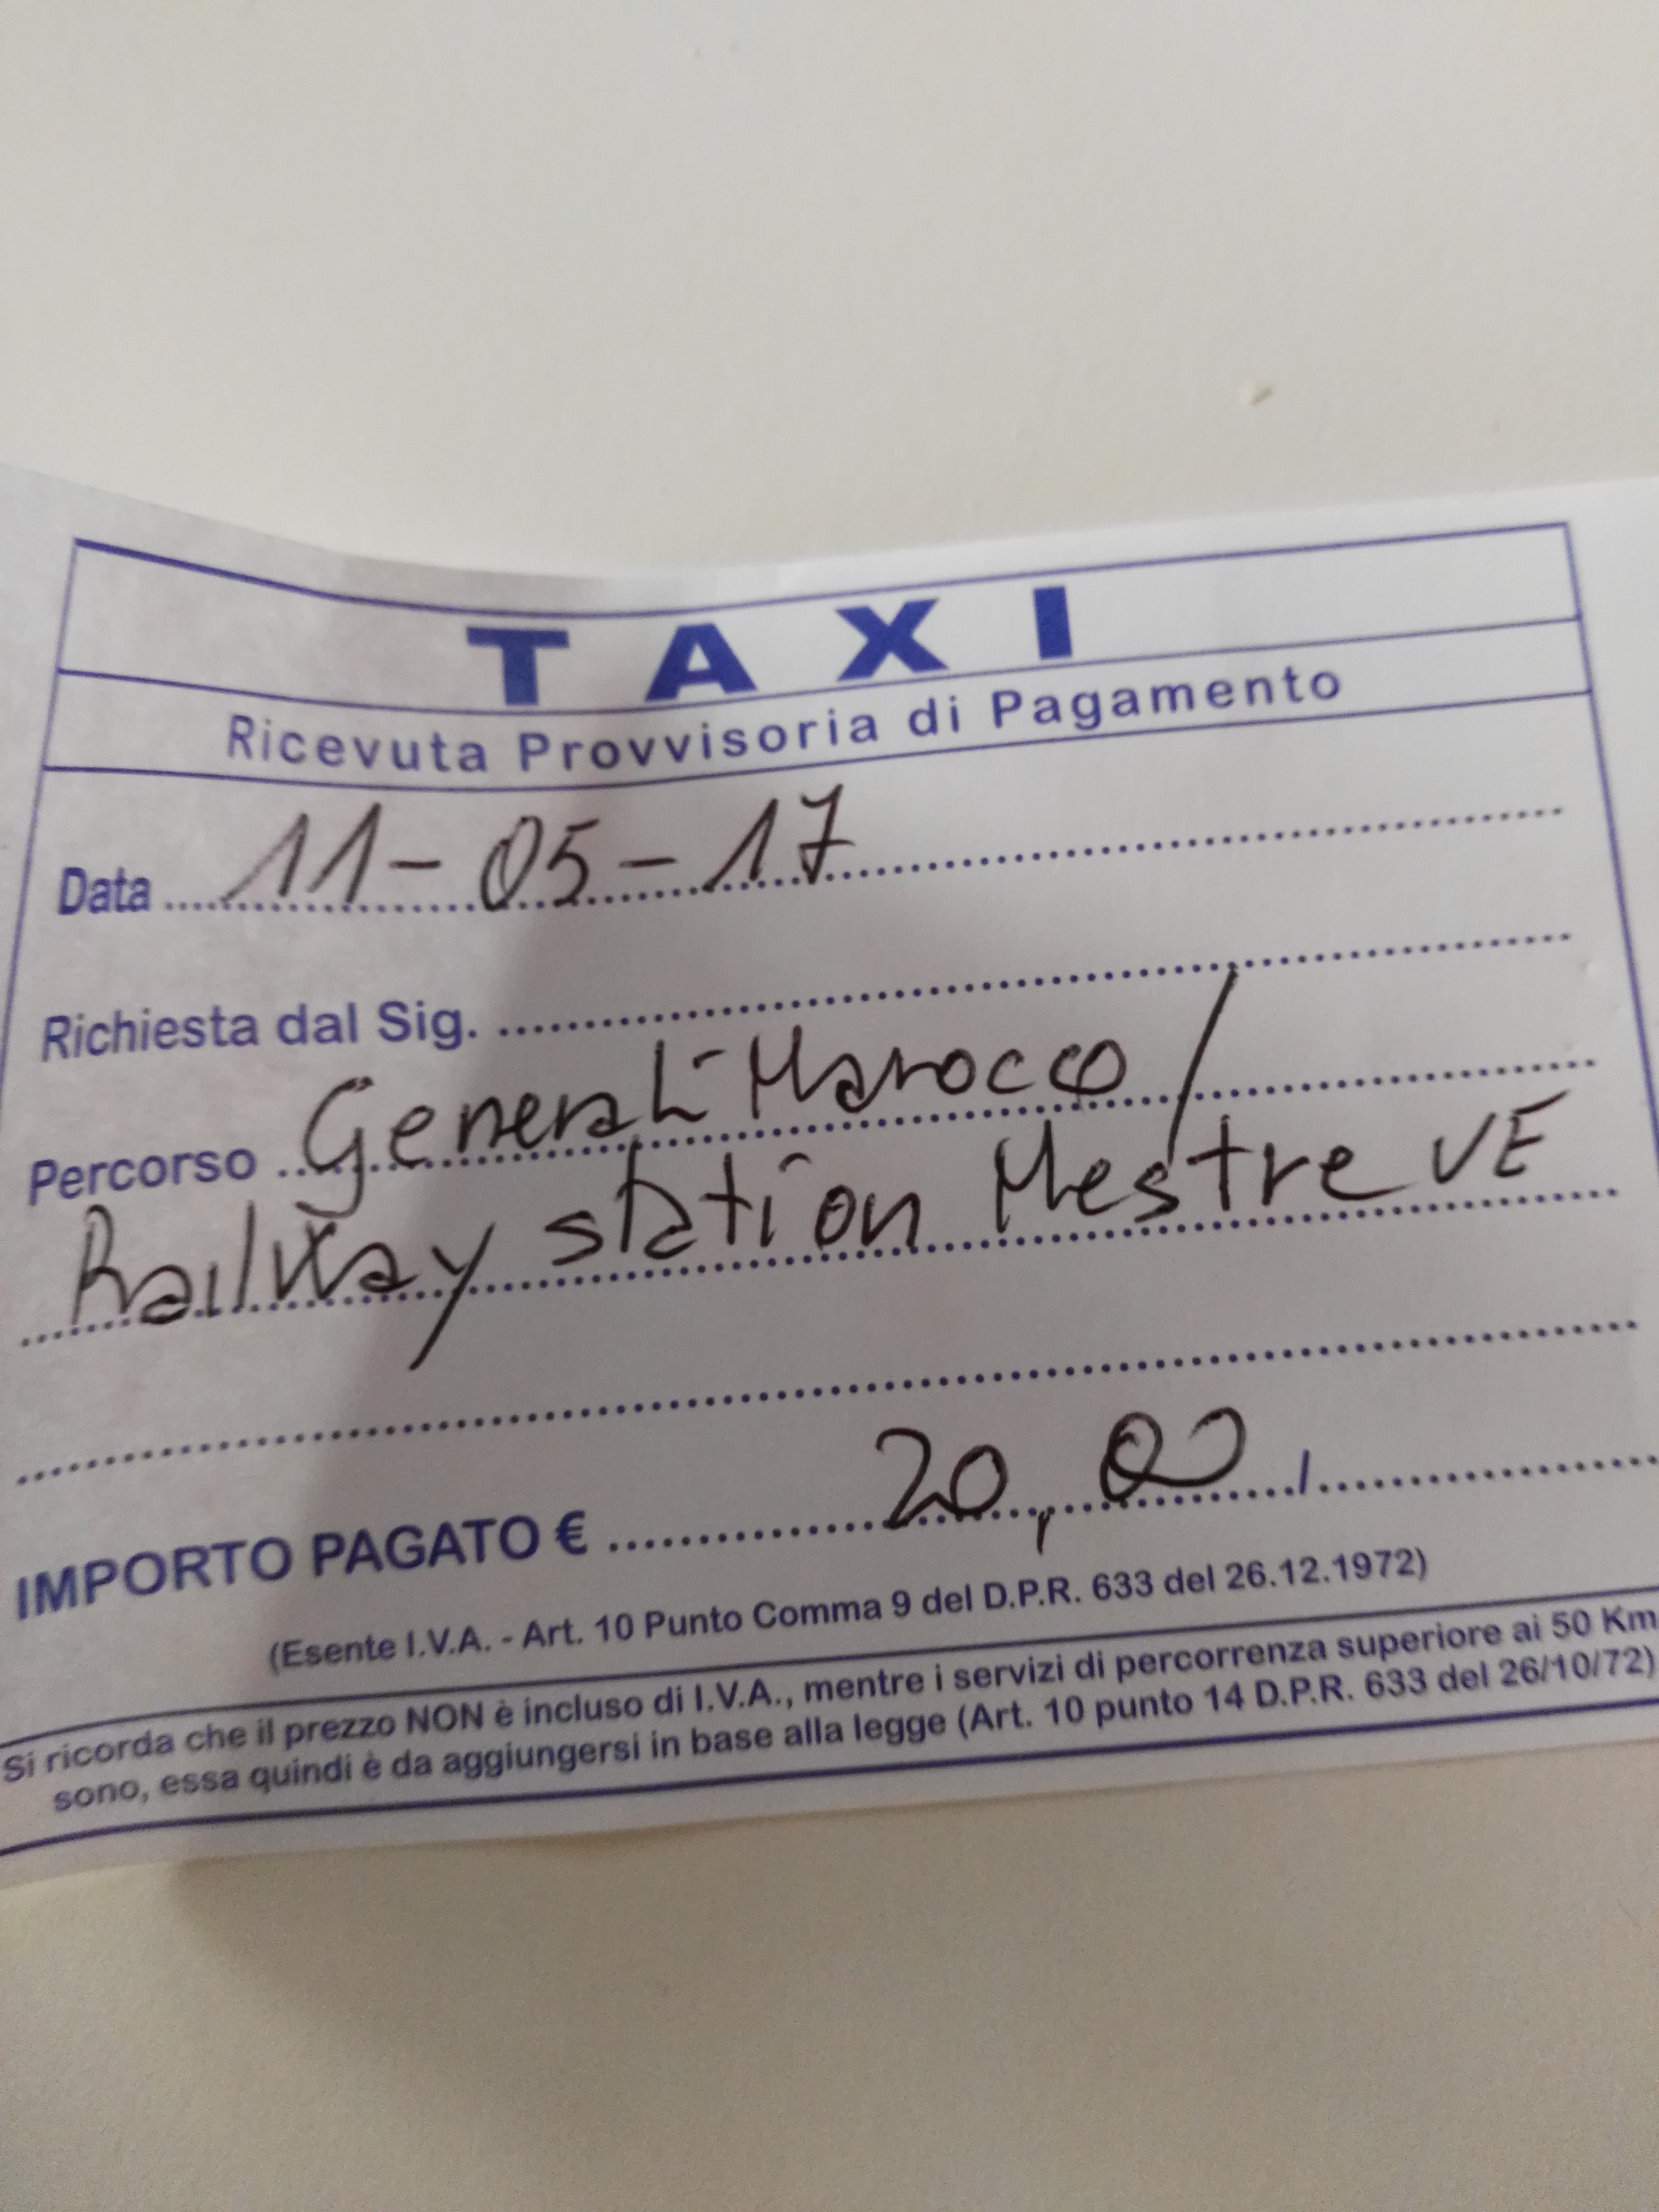 TAXI
Ricevuta Provvisoria di Pagamento
Data 11-05-17
Richiesta dal Sig.
Percorso Generali-Marocco /
Railway station Mestre VE
IMPORTO PAGATO € 20,00 /
(Esente I.V.A. - Art. 10 Punto Comma 9 del D.P.R. 633 del 26.12.1972)
Si ricorda che il prezzo NON è incluso di I.V.A., mentre i servizi di percorrenza superiore ai 50 Km
sono, essa quindi è da aggiungersi in base alla legge (Art. 10 punto 14 D.P.R. 633 del 26/10/72)